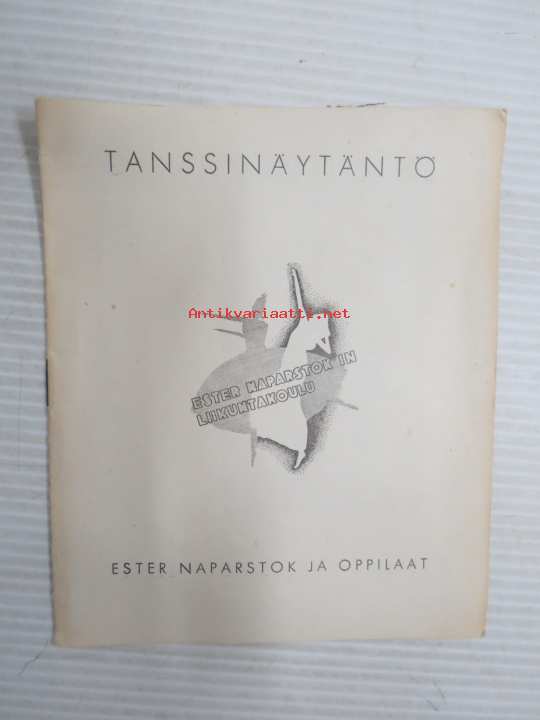 TANSSINÄYTÄNTÖ
Antikvariaatti.net
ESTER NAPARSTOK'IN
LIIKUNTAKOULU
ESTER NAPARSTOK JA OPPILAAT